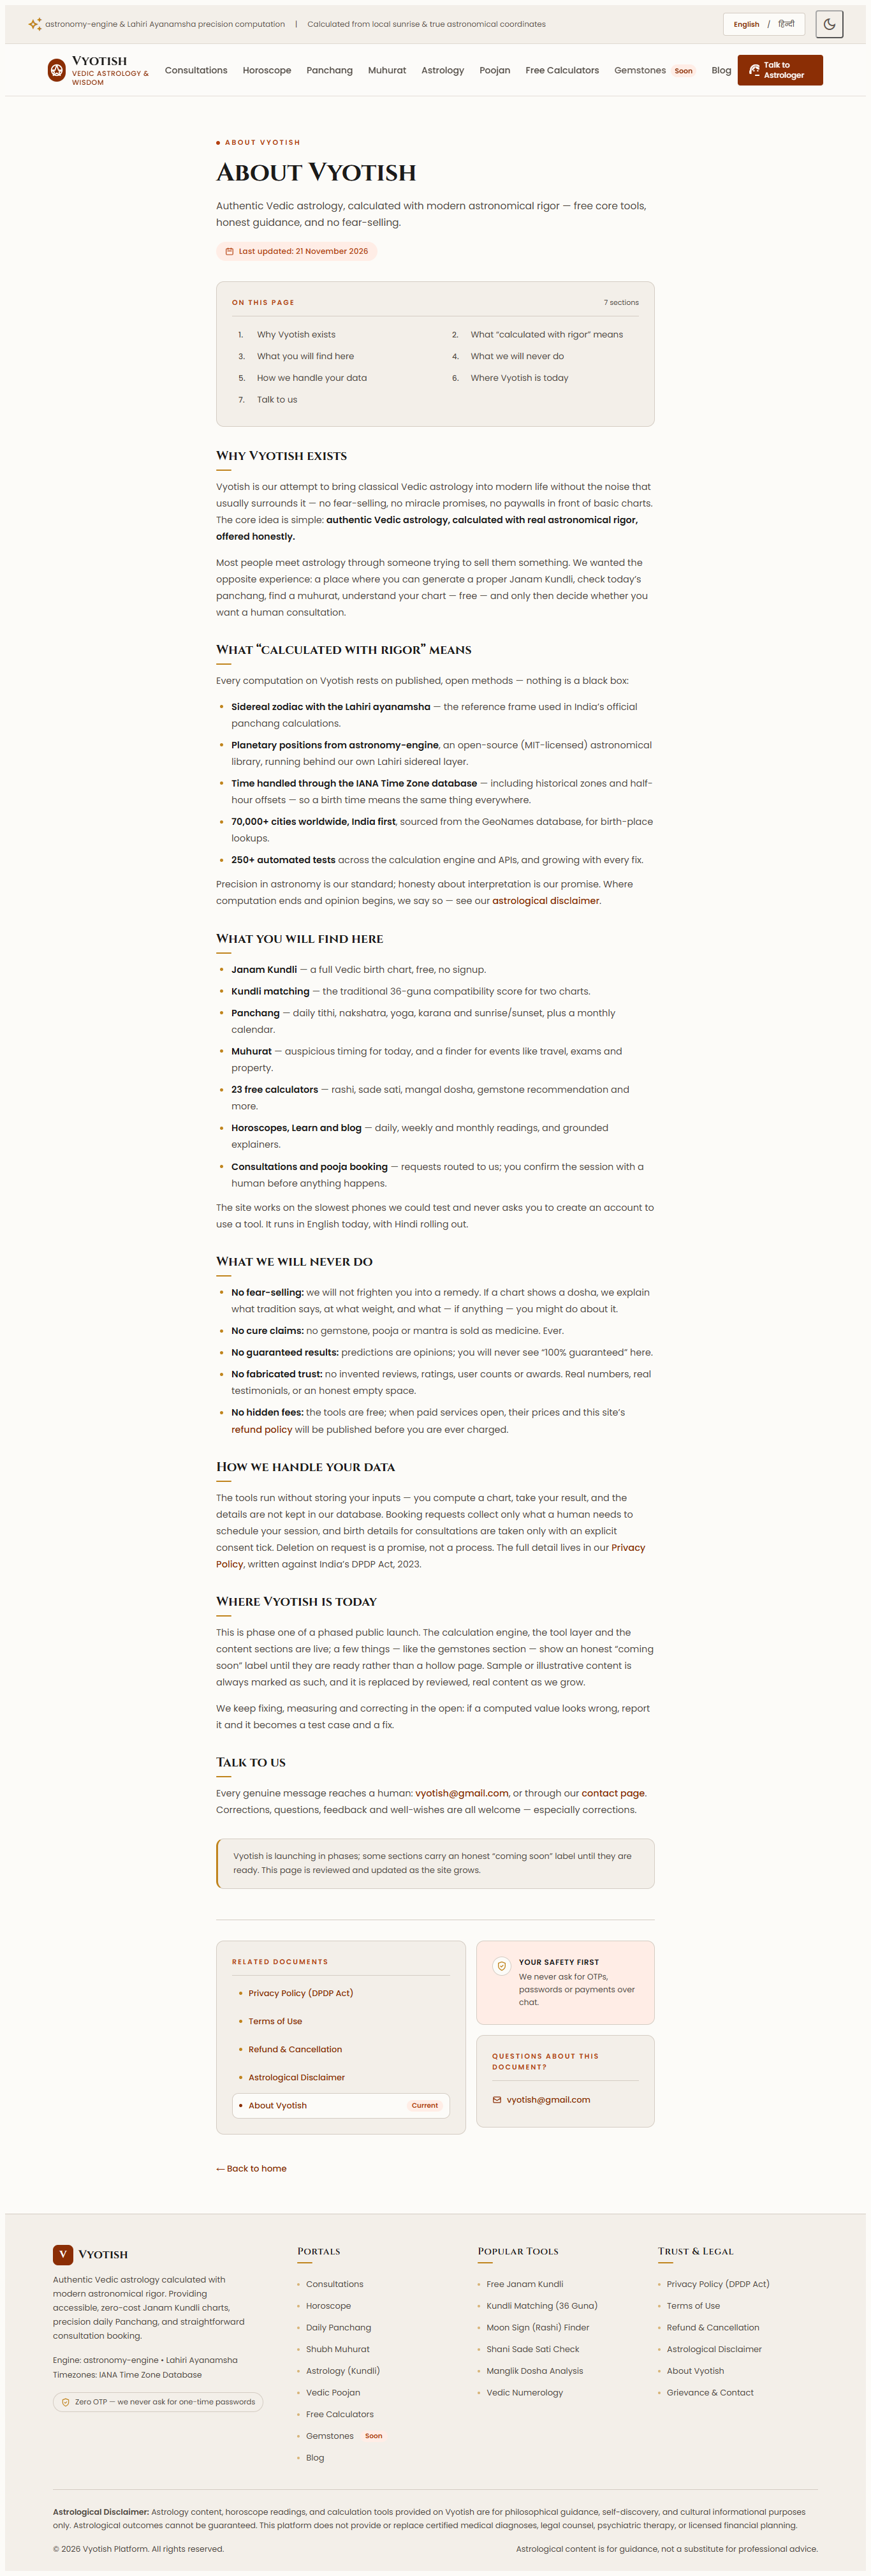 astronomy-engine & Lahiri Ayanamsha precision computation | Calculated from local sunrise & true astronomical coordinates
English / हिन्दी
Vyotish
VEDIC ASTROLOGY &
WISDOM
Consultations Horoscope Panchang Muhurat Astrology Poojan Free Calculators Gemstones Soon Blog
Talk to
Astrologer
ABOUT VYOTISH
About Vyotish
Authentic Vedic astrology, calculated with modern astronomical rigor — free core tools,
honest guidance, and no fear-selling.
Last updated: 21 November 2026
ON THIS PAGE
7 sections
1. Why Vyotish exists
2. What “calculated with rigor” means
3. What you will find here
4. What we will never do
5. How we handle your data
6. Where Vyotish is today
7. Talk to us
Why Vyotish exists
Vyotish is our attempt to bring classical Vedic astrology into modern life without the noise that
usually surrounds it — no fear-selling, no miracle promises, no paywalls in front of basic charts.
The core idea is simple: authentic Vedic astrology, calculated with real astronomical rigor,
offered honestly.
Most people meet astrology through someone trying to sell them something. We wanted the
opposite experience: a place where you can generate a proper Janam Kundli, check today’s
panchang, find a muhurat, understand your chart — free — and only then decide whether you
want a human consultation.
What “calculated with rigor” means
Every computation on Vyotish rests on published, open methods — nothing is a black box:
Sidereal zodiac with the Lahiri ayanamsha — the reference frame used in India’s official
panchang calculations.
Planetary positions from astronomy-engine, an open-source (MIT-licensed) astronomical
library, running behind our own Lahiri sidereal layer.
Time handled through the IANA Time Zone database — including historical zones and half-
hour offsets — so a birth time means the same thing everywhere.
70,000+ cities worldwide, India first, sourced from the GeoNames database, for birth-place
lookups.
250+ automated tests across the calculation engine and APIs, and growing with every fix.
Precision in astronomy is our standard; honesty about interpretation is our promise. Where
computation ends and opinion begins, we say so — see our astrological disclaimer.
What you will find here
Janam Kundli — a full Vedic birth chart, free, no signup.
Kundli matching — the traditional 36-guna compatibility score for two charts.
Panchang — daily tithi, nakshatra, yoga, karana and sunrise/sunset, plus a monthly
calendar.
Muhurat — auspicious timing for today, and a finder for events like travel, exams and
property.
23 free calculators — rashi, sade sati, mangal dosha, gemstone recommendation and
more.
Horoscopes, Learn and blog — daily, weekly and monthly readings, and grounded
explainers.
Consultations and pooja booking — requests routed to us; you confirm the session with a
human before anything happens.
The site works on the slowest phones we could test and never asks you to create an account to
use a tool. It runs in English today, with Hindi rolling out.
What we will never do
No fear-selling: we will not frighten you into a remedy. If a chart shows a dosha, we explain
what tradition says, at what weight, and what — if anything — you might do about it.
No cure claims: no gemstone, pooja or mantra is sold as medicine. Ever.
No guaranteed results: predictions are opinions; you will never see “100% guaranteed” here.
No fabricated trust: no invented reviews, ratings, user counts or awards. Real numbers, real
testimonials, or an honest empty space.
No hidden fees: the tools are free; when paid services open, their prices and this site’s
refund policy will be published before you are ever charged.
How we handle your data
The tools run without storing your inputs — you compute a chart, take your result, and the
details are not kept in our database. Booking requests collect only what a human needs to
schedule your session, and birth details for consultations are taken only with an explicit
consent tick. Deletion on request is a promise, not a process. The full detail lives in our Privacy
Policy, written against India’s DPDP Act, 2023.
Where Vyotish is today
This is phase one of a phased public launch. The calculation engine, the tool layer and the
content sections are live; a few things — like the gemstones section — show an honest “coming
soon” label until they are ready rather than a hollow page. Sample or illustrative content is
always marked as such, and it is replaced by reviewed, real content as we grow.
We keep fixing, measuring and correcting in the open: if a computed value looks wrong, report
it and it becomes a test case and a fix.
Talk to us
Every genuine message reaches a human: vyotish@gmail.com, or through our contact page.
Corrections, questions, feedback and well-wishes are all welcome — especially corrections.
Vyotish is launching in phases; some sections carry an honest “coming soon” label until they are
ready. This page is reviewed and updated as the site grows.
RELATED DOCUMENTS
Privacy Policy (DPDP Act)
Terms of Use
Refund & Cancellation
Astrological Disclaimer
About Vyotish Current
YOUR SAFETY FIRST
We never ask for OTPs,
passwords or payments over
chat.
QUESTIONS ABOUT THIS
DOCUMENT?
vyotish@gmail.com
← Back to home
V Vyotish
Authentic Vedic astrology calculated with
modern astronomical rigor. Providing
accessible, zero-cost Janam Kundli charts,
precision daily Panchang, and straightforward
consultation booking.
Engine: astronomy-engine • Lahiri Ayanamsha
Timezones: IANA Time Zone Database
Zero OTP — we never ask for one-time passwords
Portals
Consultations
Horoscope
Daily Panchang
Shubh Muhurat
Astrology (Kundli)
Vedic Poojan
Free Calculators
Gemstones Soon
Blog
Popular Tools
Free Janam Kundli
Kundli Matching (36 Guna)
Moon Sign (Rashi) Finder
Shani Sade Sati Check
Manglik Dosha Analysis
Vedic Numerology
Trust & Legal
Privacy Policy (DPDP Act)
Terms of Use
Refund & Cancellation
Astrological Disclaimer
About Vyotish
Grievance & Contact
Astrological Disclaimer: Astrology content, horoscope readings, and calculation tools provided on Vyotish are for philosophical guidance, self-discovery, and cultural informational purposes
only. Astrological outcomes cannot be guaranteed. This platform does not provide or replace certified medical diagnoses, legal counsel, psychiatric therapy, or licensed financial planning.
© 2026 Vyotish Platform. All rights reserved.
Astrological content is for guidance, not a substitute for professional advice.